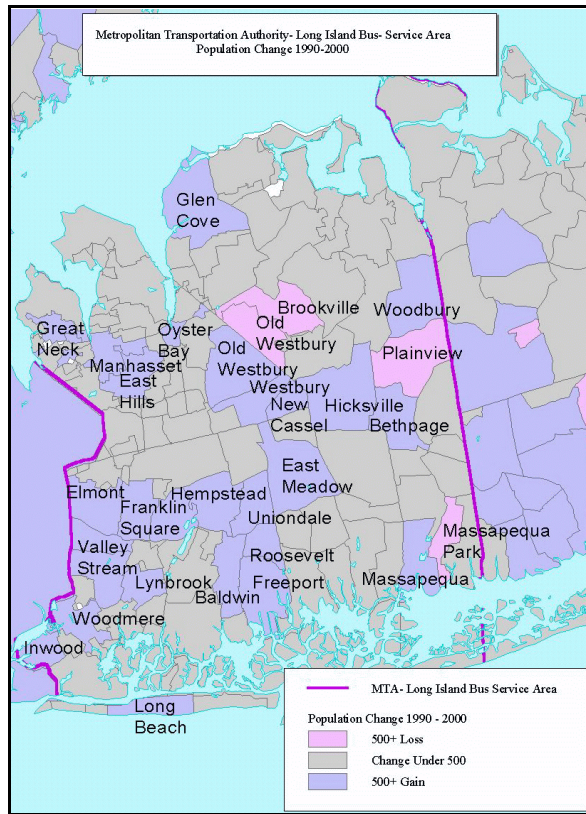 Metropolitan Transportation Authority- Long Island Bus- Service Area
Population Change 1990-2000
Glen
Cove
Brookville
Old
Westbury
Woodbury
Great
Neck
Oyster
Bay
Plainview
Manhasset
Old
Westbury
East
Hills
Westbury
New
Cassel
Hicksville
Bethpage
East
Meadow
Elmont
Hempstead
Franklin
Square
Uniondale
Massapequa
Park
Valley
Stream
Roosevelt
Lynbrook
Freeport
Massapequa
Baldwin
Woodmere
Inwood
Long
Beach
MTA- Long Island Bus Service Area
Population Change 1990 - 2000
500+ Loss
Change Under 500
500+ Gain